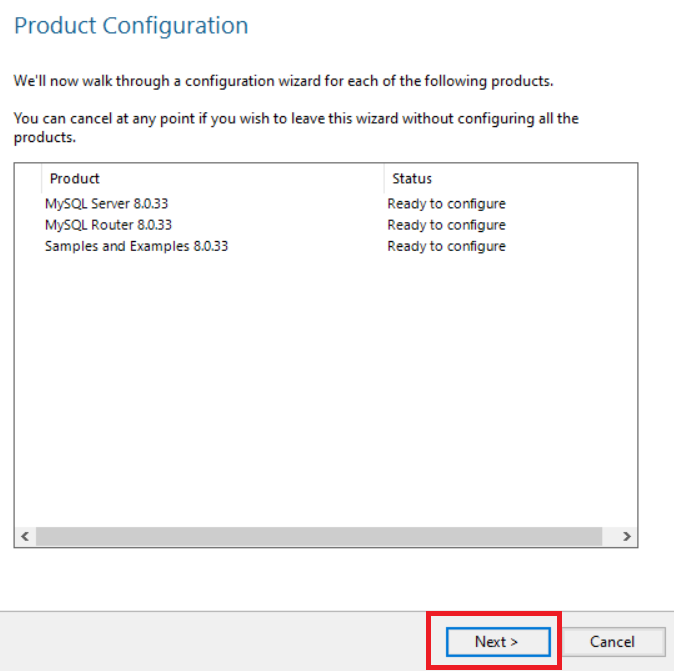 Product Configuration
We'll now walk through a configuration wizard for each of the following products.
You can cancel at any point if you wish to leave this wizard without configuring all the
products.
Product Status
MySQL Server 8.0.33 Ready to configure
MySQL Router 8.0.33 Ready to configure
Samples and Examples 8.0.33 Ready to configure
Next > Cancel